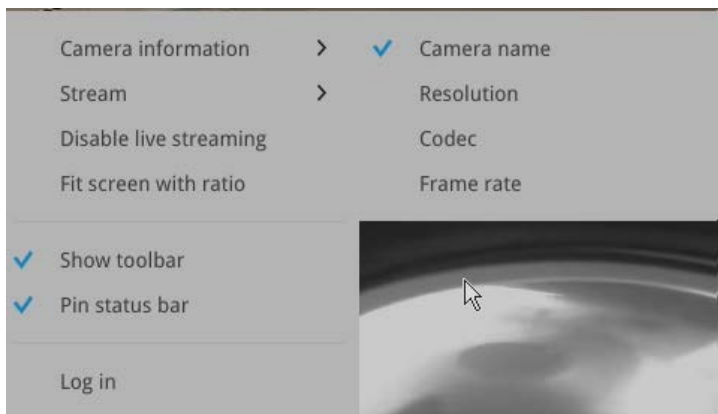 Camera information
Stream
Disable live streaming
Fit screen with ratio
Show toolbar
Pin status bar
Log in
Camera name
Resolution
Codec
Frame rate